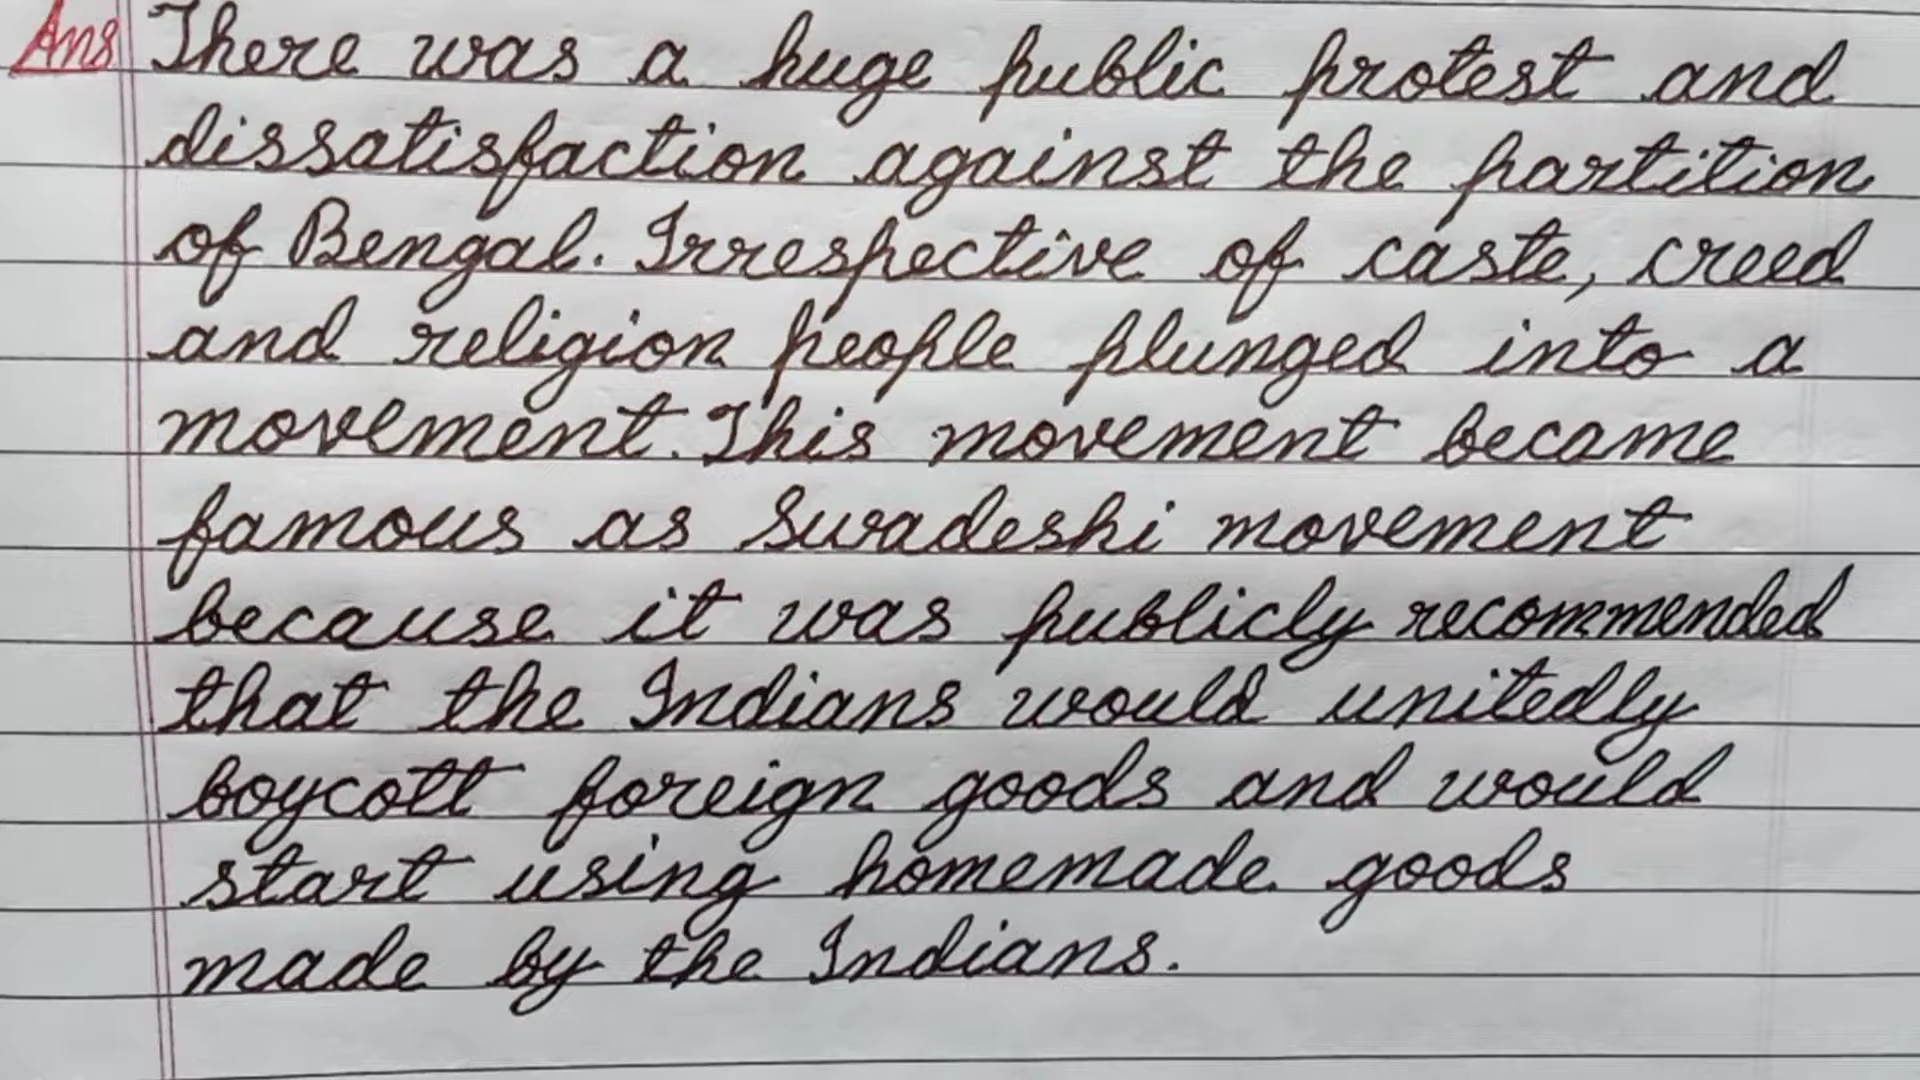 Ans There was a huge public protest and
dissatisfaction against the partition
of Bengal. Irrespective of caste, creed
and religion people plunged into a
movement. This movement became
famous as Swadeshi movement
because it was publicly recommended
that the Indians would unitedly
boycott foreign goods and would
start using homemade goods
made by the Indians.